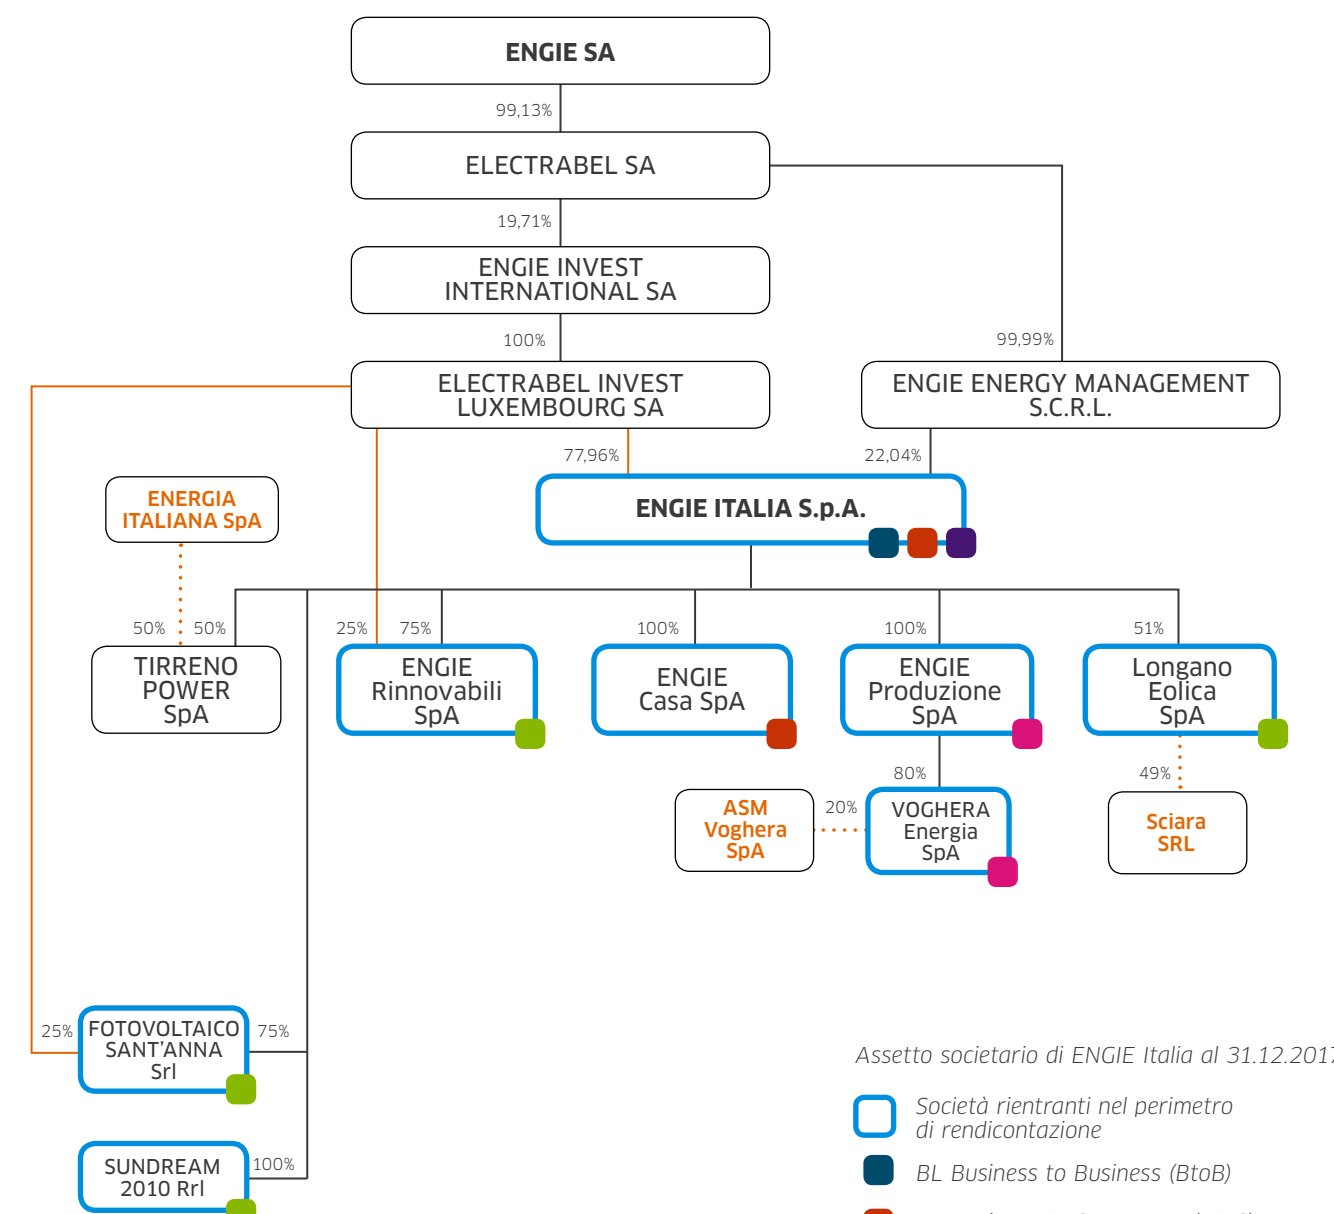 ENGIE SA
99,13%
ELECTRABEL SA
19,71%
ENGIE INVEST
INTERNATIONAL SA
100%
99,99%
ELECTRABEL INVEST
LUXEMBOURG SA
ENGIE ENERGY MANAGEMENT
S.C.R.L.
77,96%
22,04%
ENERGIA
ITALIANA SpA
ENGIE ITALIA S.p.A.
50%
50%
25%
75%
100%
100%
51%
TIRRENO
POWER
SpA
ENGIE
Rinnovabili
SpA
ENGIE
Casa SpA
ENGIE
Produzione
SpA
Longano
Eolica
SpA
80%
49%
ASM
Voghera
SpA
20%
VOGHERA
Energia
SpA
Sciara
SRL
25%
FOTOVOLTAICO
SANT'ANNA
Srl
75%
SUNDREAM
2010 Rrl
100%
Assetto societario di ENGIE Italia al 31.12.2017
Società rientranti nel perimetro
di rendicontazione
BL Business to Business (BtoB)